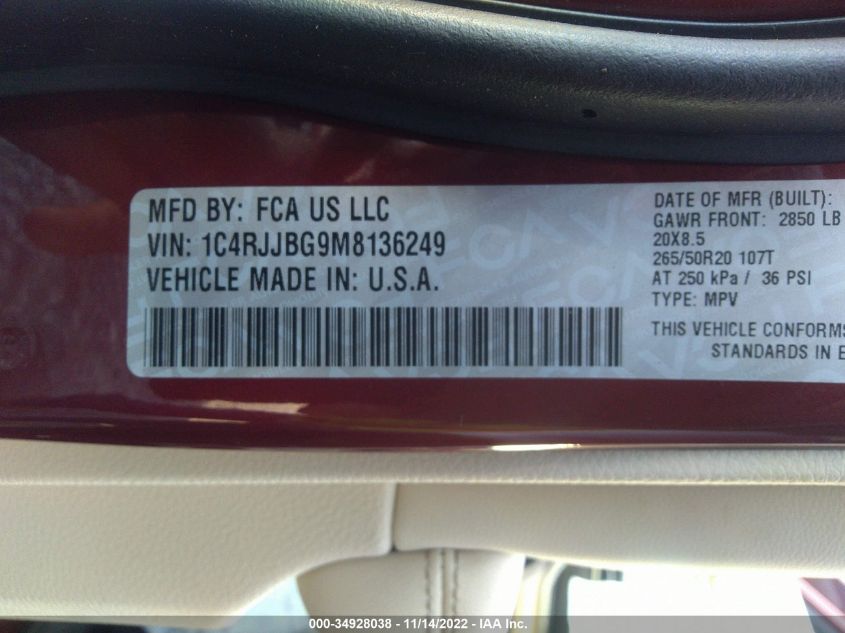 MFD BY: FCA US LLC
VIN: 1C4RJJBG9M8136249
VEHICLE MADE IN: U.S.A.
DATE OF MFR (BUILT):
GAWR FRONT: 2850 LB
20X8.5
265/50R20 107T
AT 250 kPa / 36 PSI
TYPE: MPV
THIS VEHICLE CONFORMS
STANDARDS IN E
000-34928038 - 11/14/2022 - IAA Inc.